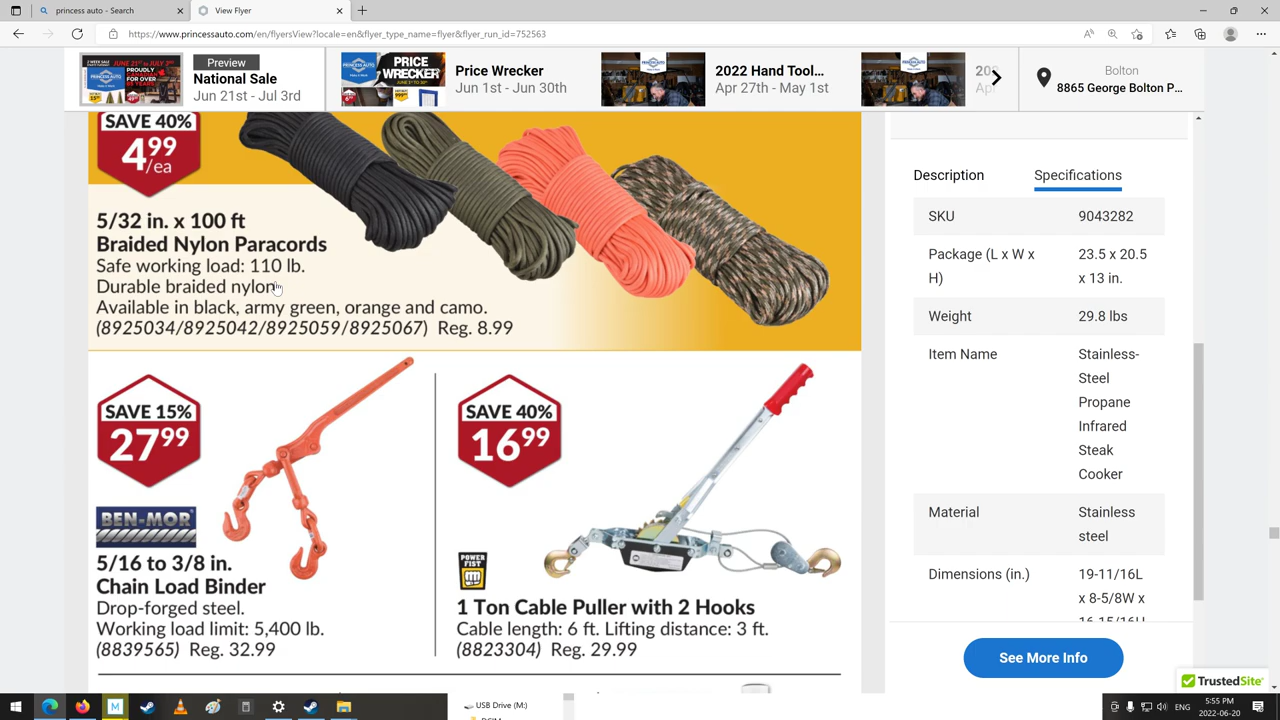 princess auto - Search
View Flyer
https://www.princessauto.com/en/flyersView?locale=en&flyer_type_name=flyer&flyer_run_id=752563
Preview
National Sale
Jun 21st - Jul 3rd
PRICE
WRECKER
Price Wrecker
Jun 1st - Jun 30th
2022 Hand Tool...
Apr 27th - May 1st
Bolton
8865 George Bolton P...
SAVE 40%
4.99
/ea
5/32 in. x 100 ft
Braided Nylon Paracords
Safe working load: 110 lb.
Durable braided nylon
Available in black, army green, orange and camo.
(8925034/8925042/8925059/8925067) Reg. 8.99
SAVE 15%
27.99
BEN-MOR
5/16 to 3/8 in.
Chain Load Binder
Drop-forged steel.
Working load limit: 5,400 lb.
(8839565) Reg. 32.99
SAVE 40%
16.99
POWER
FIST
1 Ton Cable Puller with 2 Hooks
Cable length: 6 ft. Lifting distance: 3 ft.
(8823304) Reg. 29.99
Description
Specifications
SKU
9043282
Package (L x W x
H)
23.5 x 20.5
x 13 in.
Weight
29.8 lbs
Item Name
Stainless-
Steel
Propane
Infrared
Steak
Cooker
Material
Stainless
steel
Dimensions (in.)
19-11/16L
x 8-5/8W x
16-15/16H
See More Info
TrustedSite
USB Drive (M:)
DCIM
ENG
5:55 PM
2022-06-20